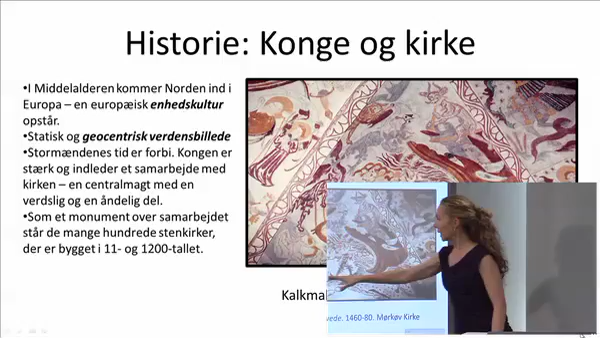 Historie: Konge og kirke
•I Middelalderen kommer Norden ind i
Europa – en europæisk enhedskultur
opstår.
•Statisk og geocentrisk verdensbillede
•Stormændenes tid er forbi. Kongen er
stærk og indleder et samarbejde med
kirken – en centralmagt med en
verdslig og en åndelig del.
•Som et monument over samarbejdet
står de mange hundrede stenkirker,
der er bygget i 11- og 1200-tallet.
1460-80. Mørkøv Kirke